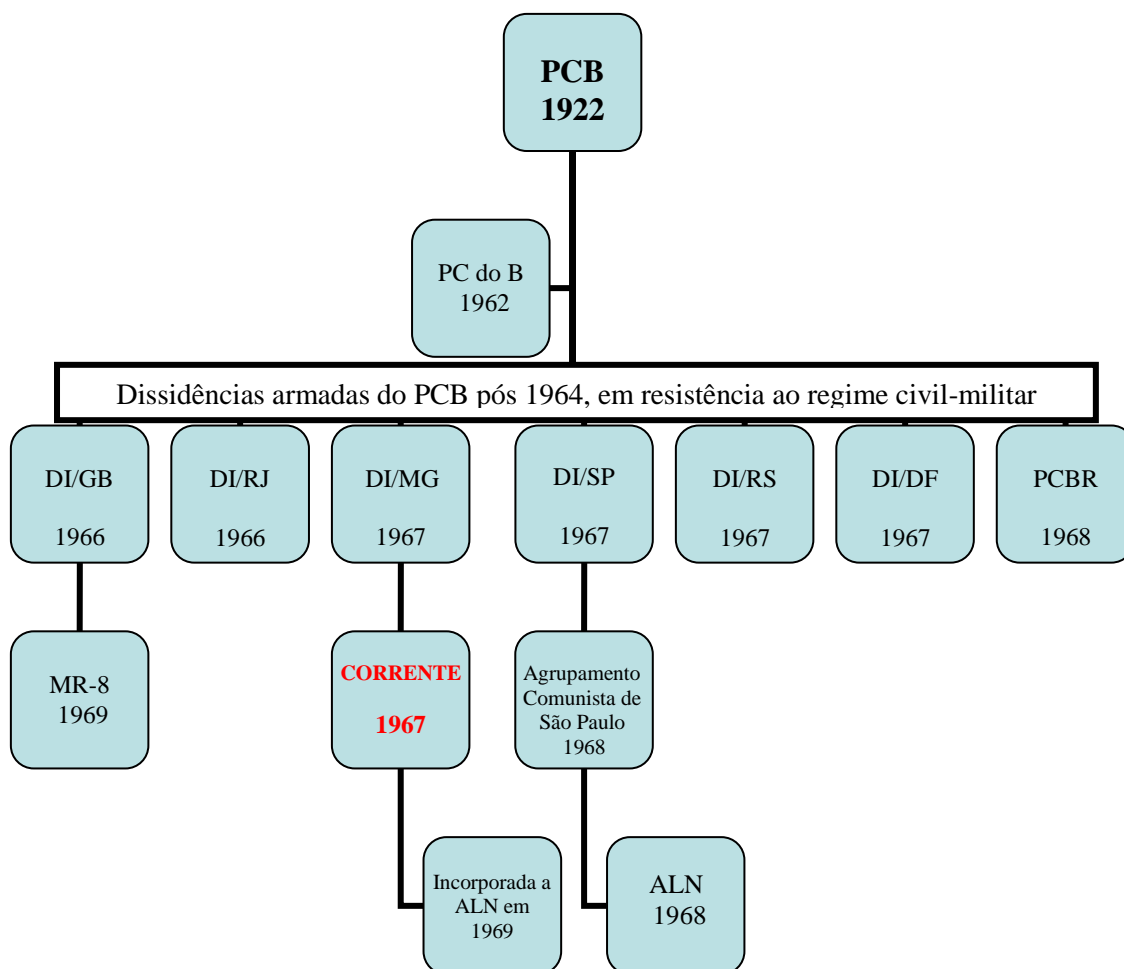 PCB
1922
PC do B
1962
Dissidências armadas do PCB pós 1964, em resistência ao regime civil-militar
DI/GB
1966
DI/RJ
1966
DI/MG
1967
DI/SP
1967
DI/RS
1967
DI/DF
1967
PCBR
1968
MR-8
1969
CORRENTE
1967
Agrupamento
Comunista de
São Paulo
1968
Incorporada a
ALN em
1969
ALN
1968